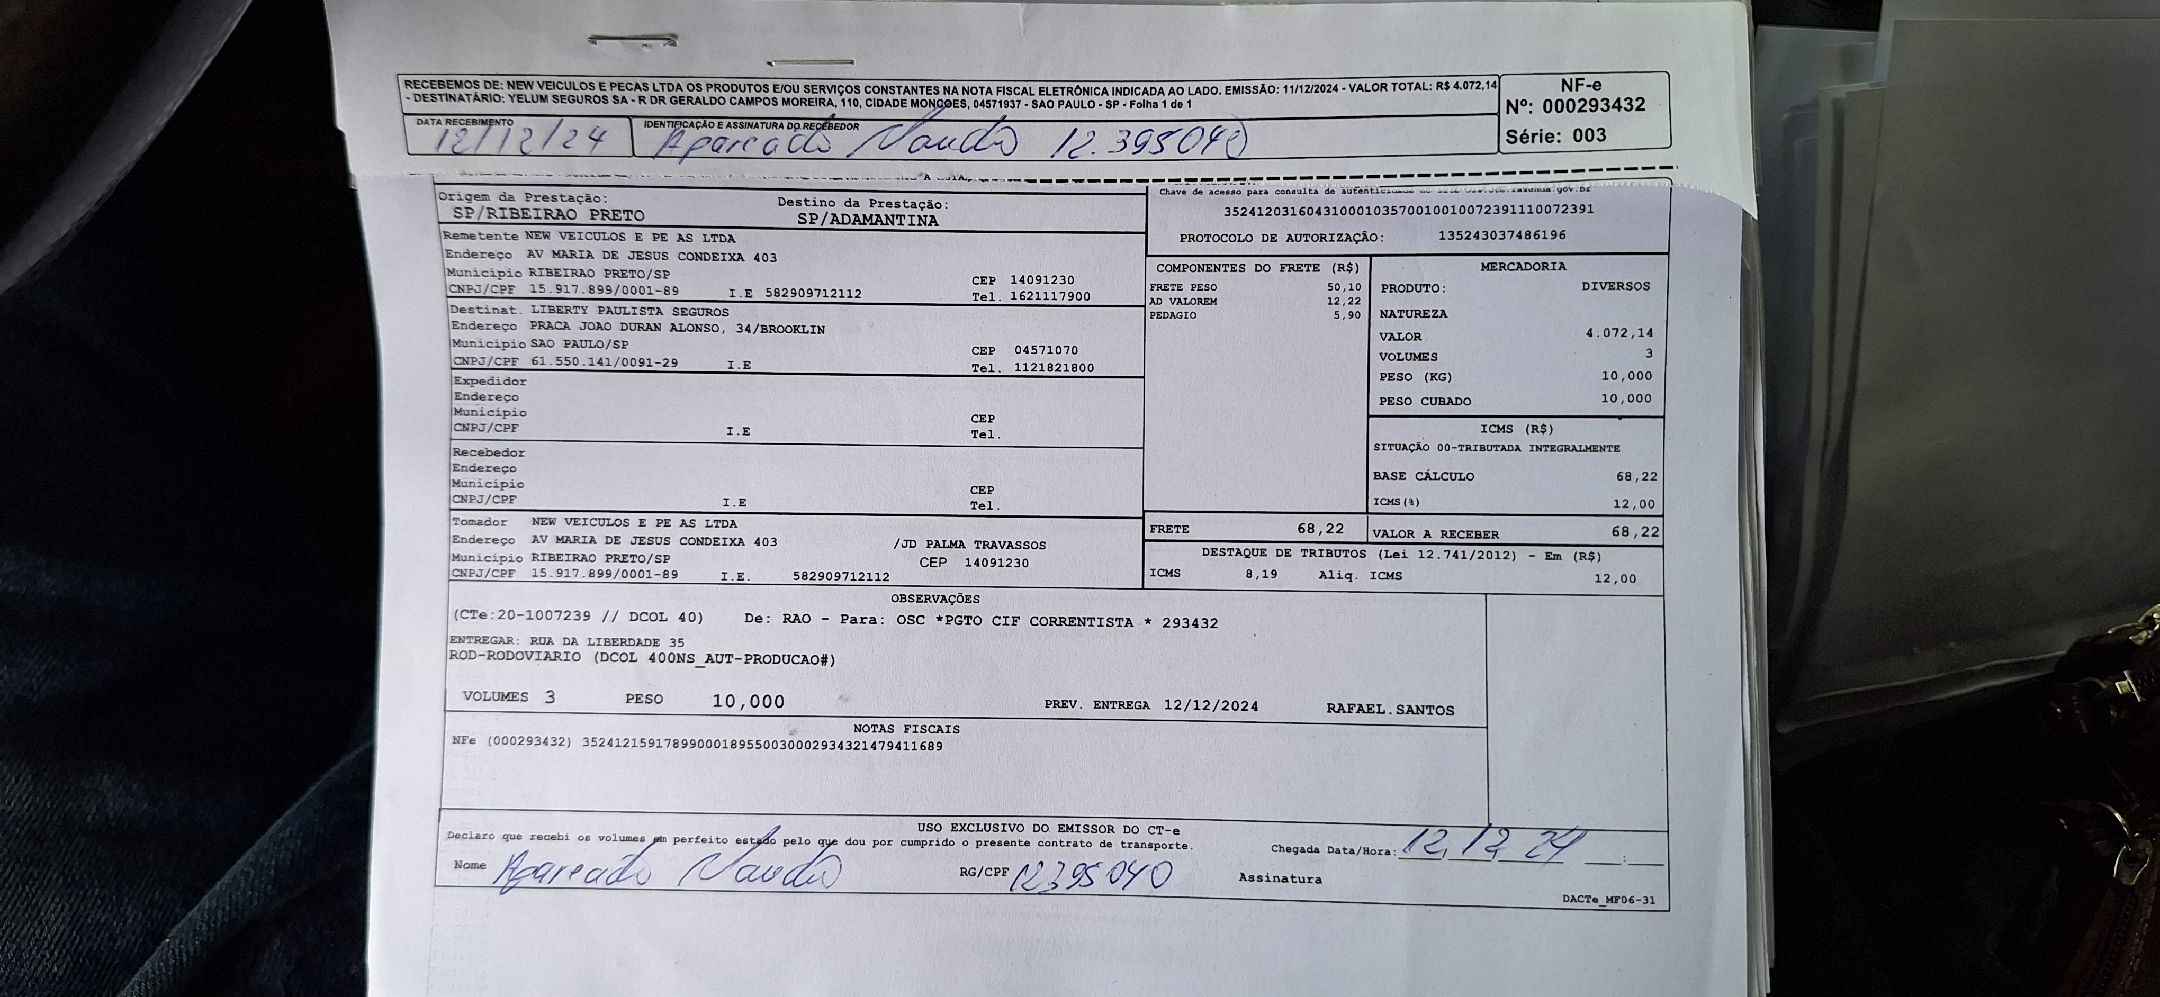 RECEBEMOS DE: NEW VEICULOS E PECAS LTDA OS PRODUTOS E/OU SERVIÇOS CONSTANTES NA NOTA FISCAL ELETRÔNICA INDICADA AO LADO. EMISSÃO: 11/12/2024 - VALOR TOTAL: R$ 4.072,14
- DESTINATÁRIO: YELUM SEGUROS SA - R DR GERALDO CAMPOS MOREIRA, 110, CIDADE MONCOES, 04571937 - SAO PAULO - SP - Folha 1 de 1
NF-e
Nº: 000293432
Série: 003
DATA RECEBIMENTO
12/12/24
IDENTIFICAÇÃO E ASSINATURA DO RECEBEDOR
12.395040
Origem da Prestação:
SP/RIBEIRAO PRETO
Destino da Prestação:
SP/ADAMANTINA
Chave de acesso para consulta de
35241203160431000103570010010072391110072391
PROTOCOLO DE AUTORIZAÇÃO: 135243037486196
Remetente NEW VEICULOS E PE AS LTDA
Endereço AV MARIA DE JESUS CONDEIXA 403
Município RIBEIRAO PRETO/SP CEP 14091230
CNPJ/CPF 15.917.899/0001-89 I.E 582909712112 Tel. 1621117900
Destinat. LIBERTY PAULISTA SEGUROS
Endereço PRACA JOAO DURAN ALONSO, 34/BROOKLIN
Município SAO PAULO/SP CEP 04571070
CNPJ/CPF 61.550.141/0091-29 I.E Tel. 1121821800
Expedidor
Endereço
Município CEP
CNPJ/CPF I.E Tel.
Recebedor
Endereço
Município CEP
CNPJ/CPF I.E Tel.
Tomador NEW VEICULOS E PE AS LTDA
Endereço AV MARIA DE JESUS CONDEIXA 403 /JD PALMA TRAVASSOS
Município RIBEIRAO PRETO/SP CEP 14091230
CNPJ/CPF 15.917.899/0001-89 I.E. 582909712112
COMPONENTES DO FRETE (R$)
FRETE PESO 50,10
AD VALOREM 12,22
PEDAGIO 5,90
MERCADORIA
PRODUTO: DIVERSOS
NATUREZA
VALOR 4.072,14
VOLUMES 3
PESO (KG) 10,000
PESO CUBADO 10,000
ICMS (R$)
SITUAÇÃO 00-TRIBUTADA INTEGRALMENTE
BASE CÁLCULO 68,22
ICMS(%) 12,00
FRETE 68,22
VALOR A RECEBER 68,22
DESTAQUE DE TRIBUTOS (Lei 12.741/2012) - Em (R$)
ICMS 8,19 Aliq. ICMS 12,00
OBSERVAÇÕES
(CTe:20-1007239 // DCOL 40) De: RAO - Para: OSC *PGTO CIF CORRENTISTA * 293432
ENTREGAR: RUA DA LIBERDADE 35
ROD-RODOVIARIO (DCOL 400NS_AUT-PRODUCAO#)
VOLUMES 3 PESO 10,000 PREV. ENTREGA 12/12/2024 RAFAEL.SANTOS
NOTAS FISCAIS
NFe (000293432) 35241215917899000189550030002934321479411689
USO EXCLUSIVO DO EMISSOR DO CT-e
Declaro que recebi os volumes em perfeito estado pelo que dou por cumprido o presente contrato de transporte.
Chegada Data/Hora: 12,12,24 __:__
Nome
RG/CPF 12395040
Assinatura
DACTe_MF06-31